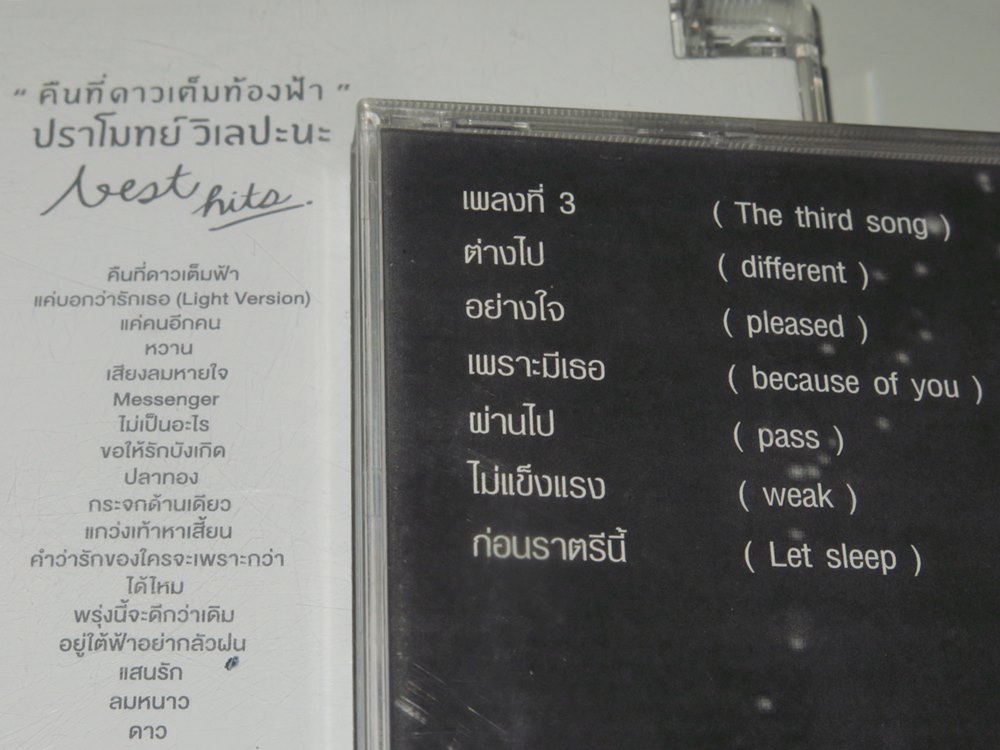 “ คืนที่ดาวเต็มท้องฟ้า ”
ปราโมทย์ วิเลปะนะ
best hits.
คืนที่ดาวเต็มฟ้า
แค่บอกว่ารักเธอ (Light Version)
แค่คนอีกคน
หวาน
เสียงลมหายใจ
Messenger
ไม่เป็นอะไร
ขอให้รักบังเกิด
ปลาทอง
กระจกด้านเดียว
แกว่งเท้าหาเสี้ยน
คำว่ารักของใครจะเพราะกว่า
ได้ไหม
พรุ่งนี้จะดีกว่าเดิม
อยู่ใต้ฟ้าอย่ากลัวฝน
แสนรัก
ลมหนาว
ดาว
เพลงที่ 3 ( The third song )
ต่างไป ( different )
อย่างใจ ( pleased )
เพราะมีเธอ ( because of you )
ผ่านไป ( pass )
ไม่แข็งแรง ( weak )
ก่อนราตรีนี้ ( Let sleep )